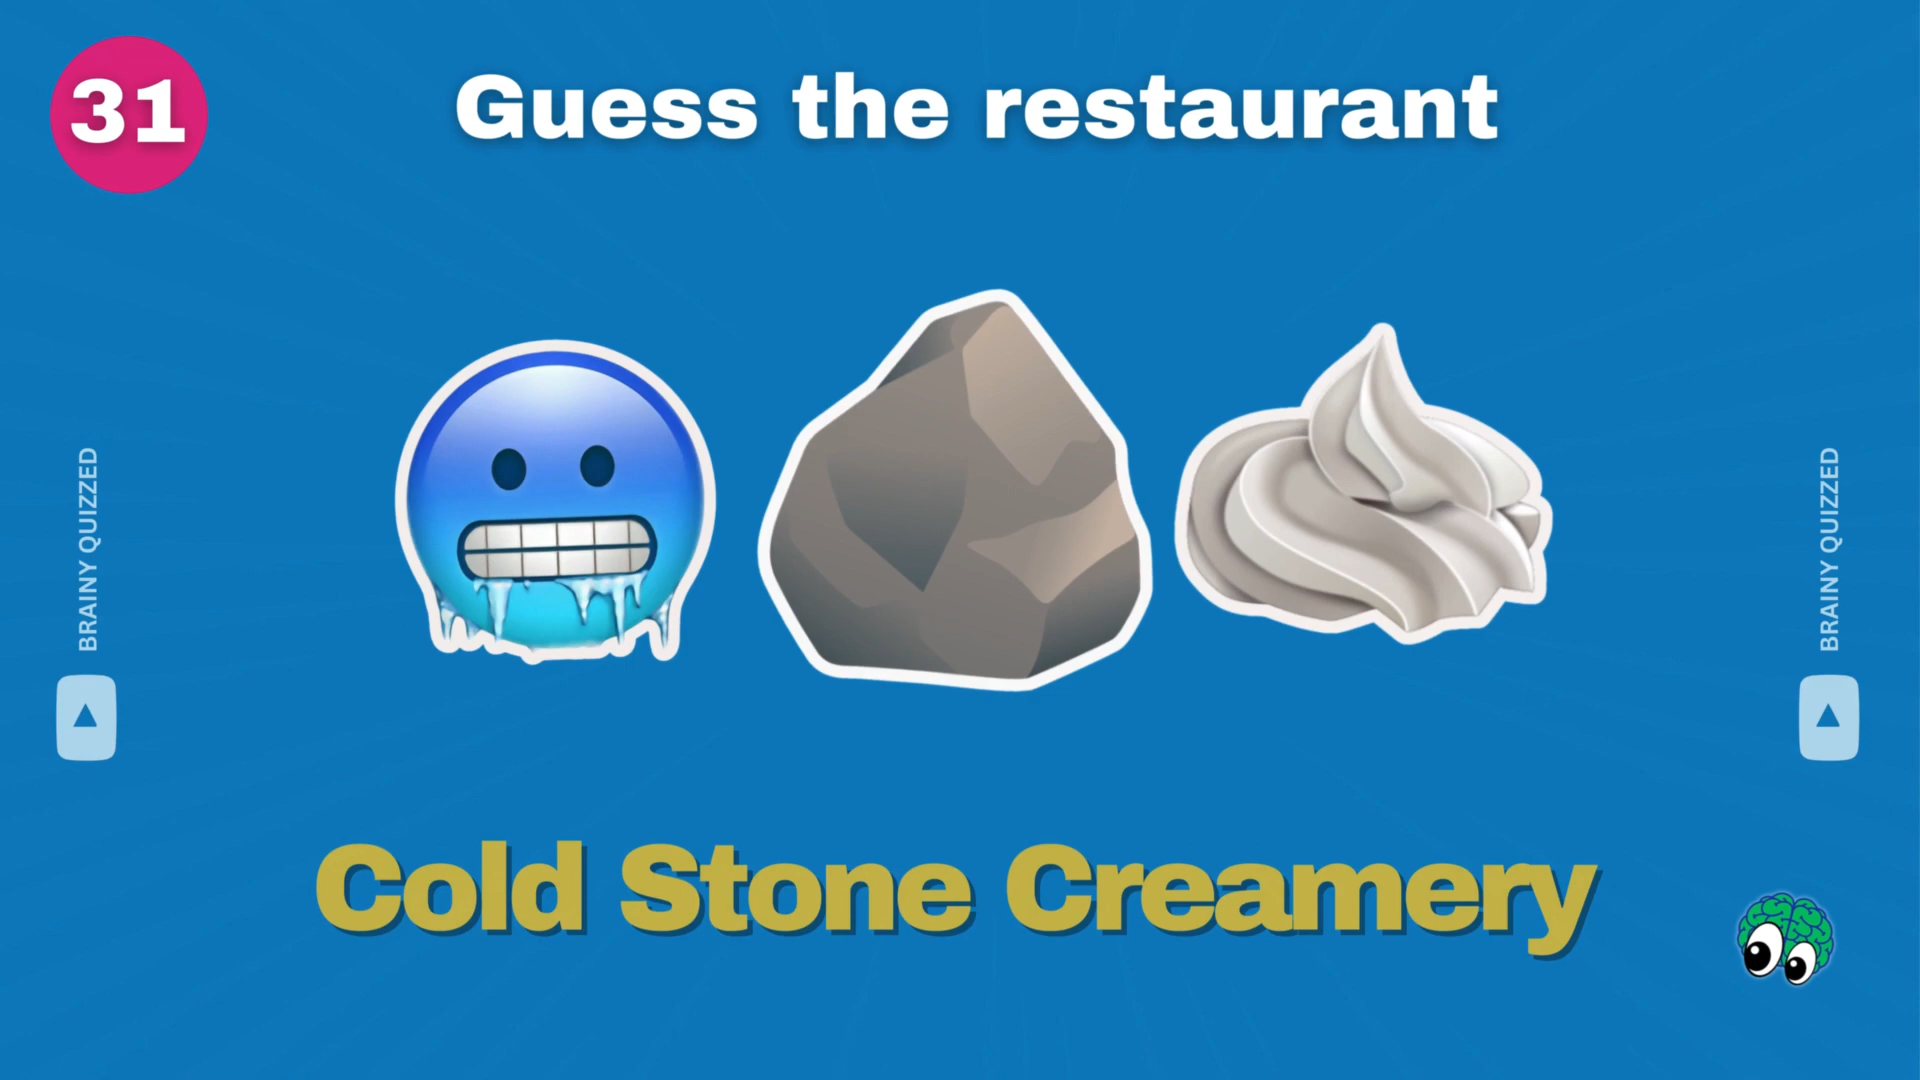 31
Guess the restaurant
BRAINY QUIZZED
BRAINY QUIZZED
Cold Stone Creamery